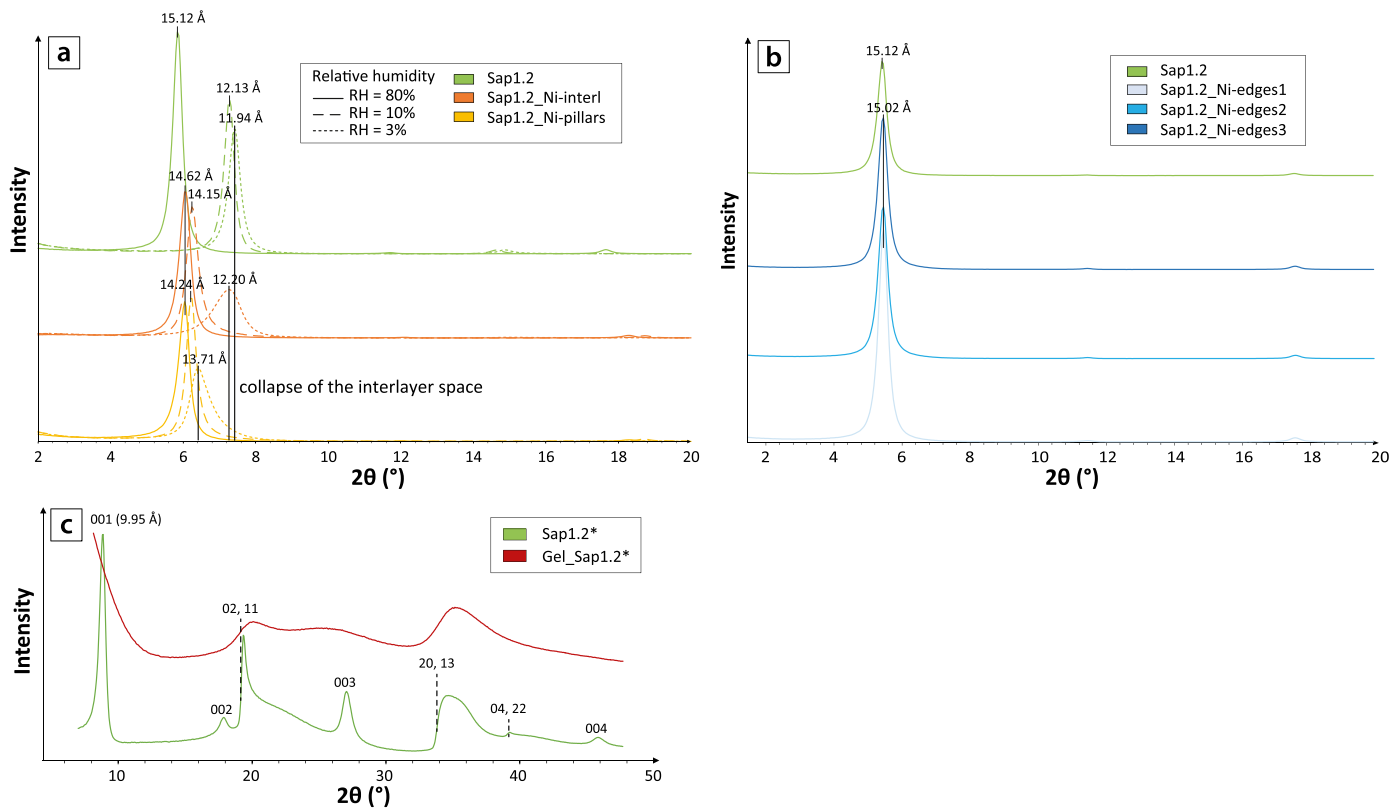 a
15.12 Å
12.13 Å
11.94 Å
14.62 Å
14.15 Å
14.24 Å
12.20 Å
13.71 Å
collapse of the interlayer space
Relative humidity
RH = 80%
RH = 10%
RH = 3%
Sap1.2
Sap1.2_Ni-interl
Sap1.2_Ni-pillars
Intensity
2 4 6 8 10 12 14 16 18 20
2θ (°)
b
15.12 Å
15.02 Å
Sap1.2
Sap1.2_Ni-edges1
Sap1.2_Ni-edges2
Sap1.2_Ni-edges3
Intensity
2 4 6 8 10 12 14 16 18 20
2θ (°)
c
001 (9.95 Å)
Sap1.2*
Gel_Sap1.2*
02, 11
20, 13
003
002
04, 22
004
Intensity
10 20 30 40 50
2θ (°)